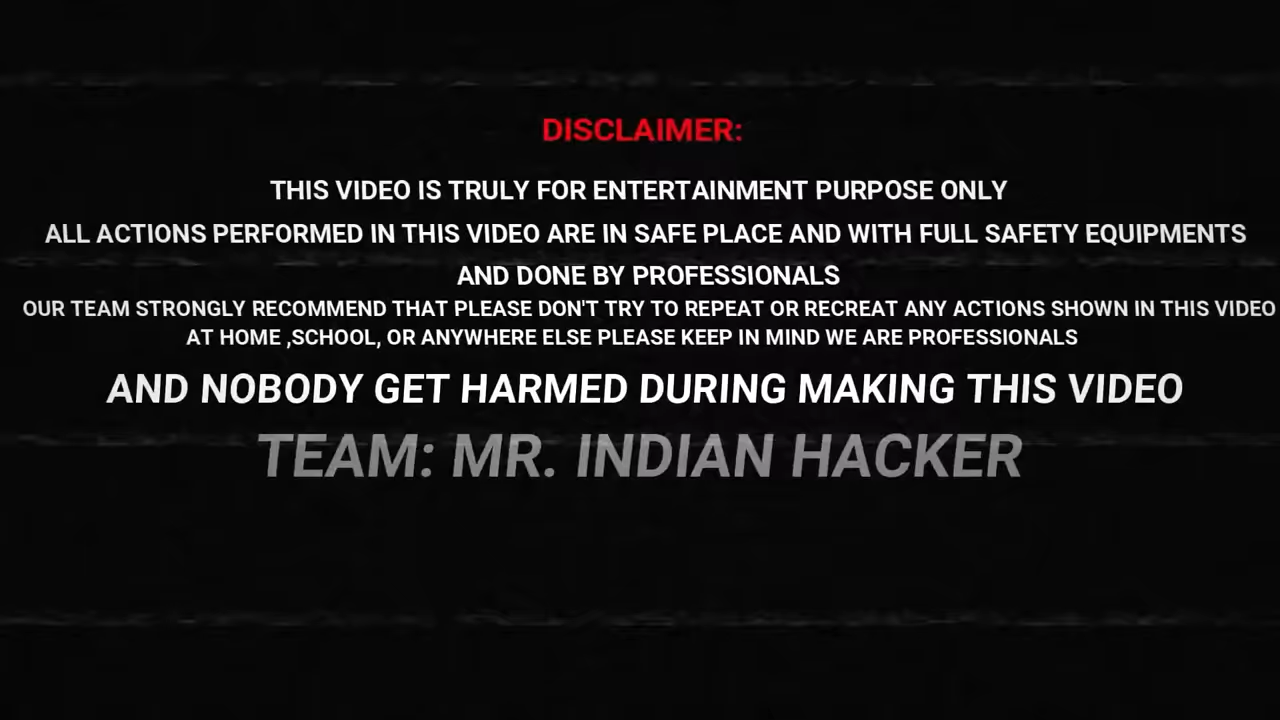 DISCLAIMER:
THIS VIDEO IS TRULY FOR ENTERTAINMENT PURPOSE ONLY
ALL ACTIONS PERFORMED IN THIS VIDEO ARE IN SAFE PLACE AND WITH FULL SAFETY EQUIPMENTS
AND DONE BY PROFESSIONALS
OUR TEAM STRONGLY RECOMMEND THAT PLEASE DON'T TRY TO REPEAT OR RECREAT ANY ACTIONS SHOWN IN THIS VIDEO
AT HOME ,SCHOOL, OR ANYWHERE ELSE PLEASE KEEP IN MIND WE ARE PROFESSIONALS
AND NOBODY GET HARMED DURING MAKING THIS VIDEO
TEAM: MR. INDIAN HACKER